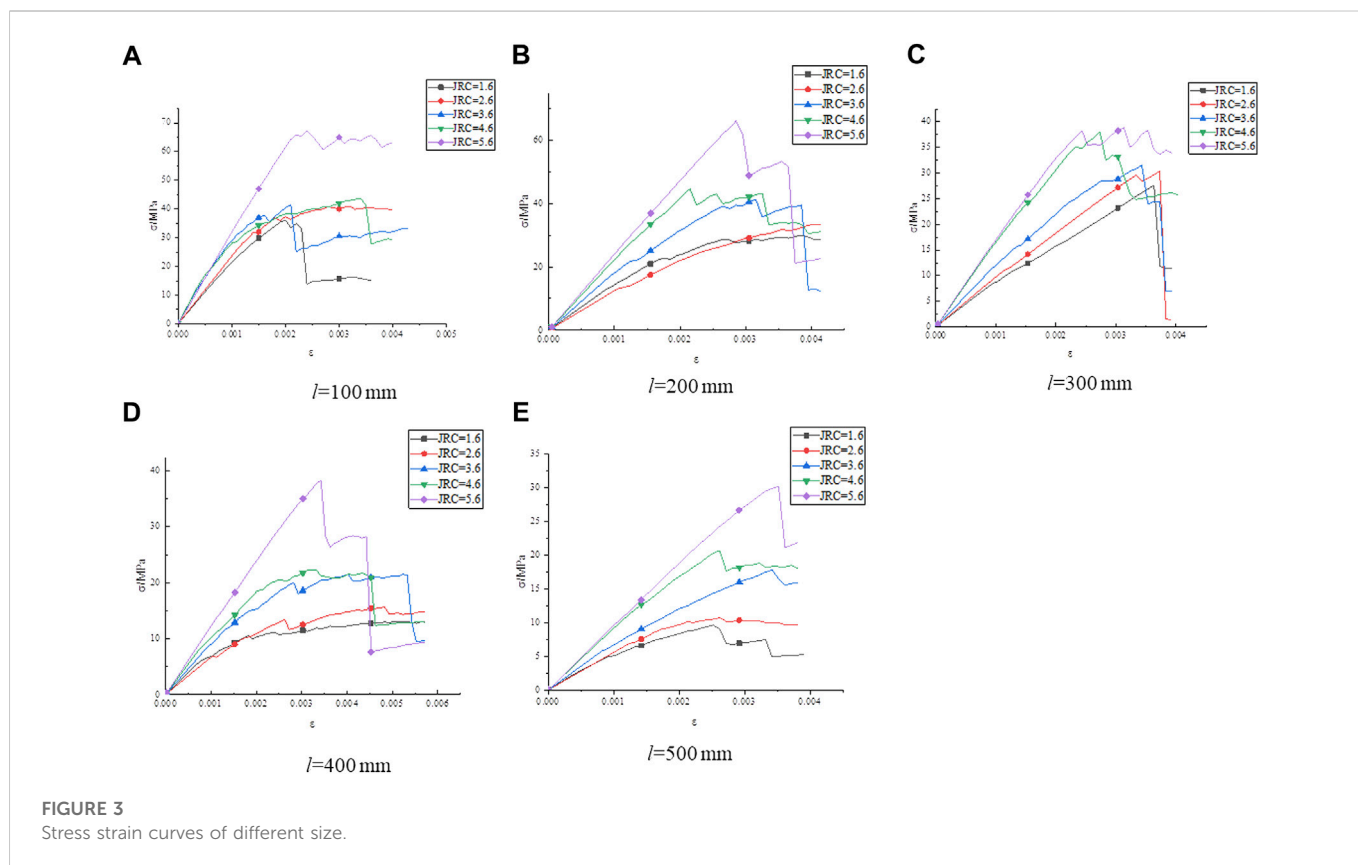 A
JRC=1.6
JRC=2.6
JRC=3.6
JRC=4.6
JRC=5.6
70
65
60
55
50
45
40
35
30
25
20
15
10
5
0
σ/MPa
0.000 0.001 0.002 0.003 0.004 0.005
ε
l=100 mm
B
JRC=1.6
JRC=2.6
JRC=3.6
JRC=4.6
JRC=5.6
60
40
20
0
σ/MPa
0.000 0.001 0.002 0.003 0.004
ε
l=200 mm
C
JRC=1.6
JRC=2.6
JRC=3.6
JRC=4.6
JRC=5.6
40
35
30
25
20
15
10
5
0
σ/MPa
0.000 0.001 0.002 0.003 0.004
ε
l=300 mm
D
JRC=1.6
JRC=2.6
JRC=3.6
JRC=4.6
JRC=5.6
40
30
20
10
0
σ/MPa
0.000 0.001 0.002 0.003 0.004 0.005 0.006
ε
l=400 mm
E
JRC=1.6
JRC=2.6
JRC=3.6
JRC=4.6
JRC=5.6
35
30
25
20
15
10
5
0
σ/MPa
0.000 0.001 0.002 0.003 0.004
ε
l=500 mm
FIGURE 3
Stress strain curves of different size.